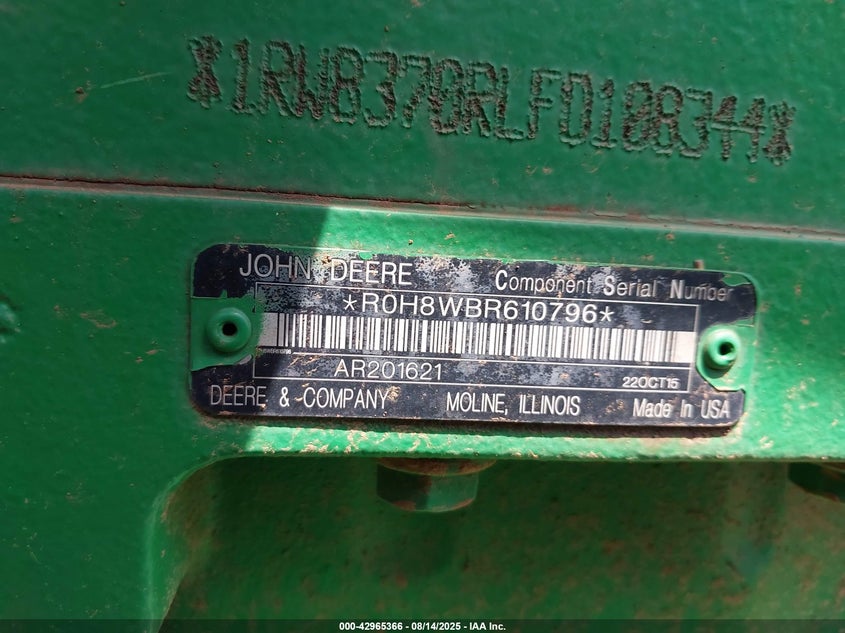 *1RW8370RLFD108344*
JOHN DEERE Component Serial Number
*R0H8WBR610796*
AR201621
22OCT15
DEERE & COMPANY MOLINE, ILLINOIS Made In USA
000-42965366 - 08/14/2025 - IAA Inc.